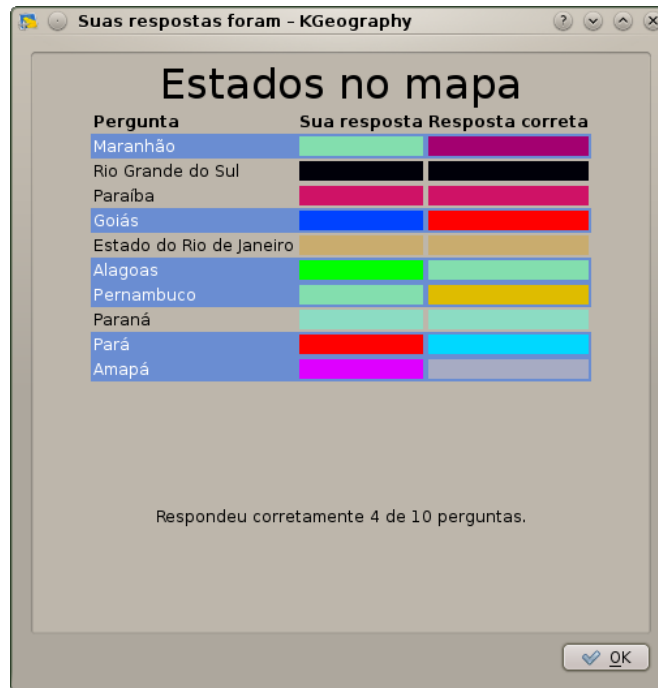 Suas respostas foram – KGeography
Estados no mapa
Pergunta Sua resposta Resposta correta
Maranhão
Rio Grande do Sul
Paraíba
Goiás
Estado do Rio de Janeiro
Alagoas
Pernambuco
Paraná
Pará
Amapá
Respondeu corretamente 4 de 10 perguntas.
OK